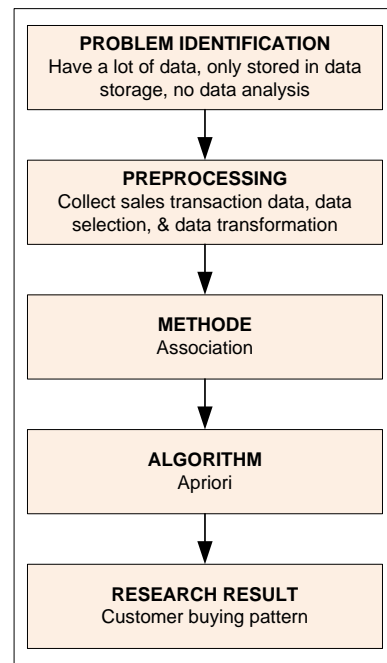 PROBLEM IDENTIFICATION
Have a lot of data, only stored in data
storage, no data analysis
PREPROCESSING
Collect sales transaction data, data
selection, & data transformation
METHODE
Association
ALGORITHM
Apriori
RESEARCH RESULT
Customer buying pattern